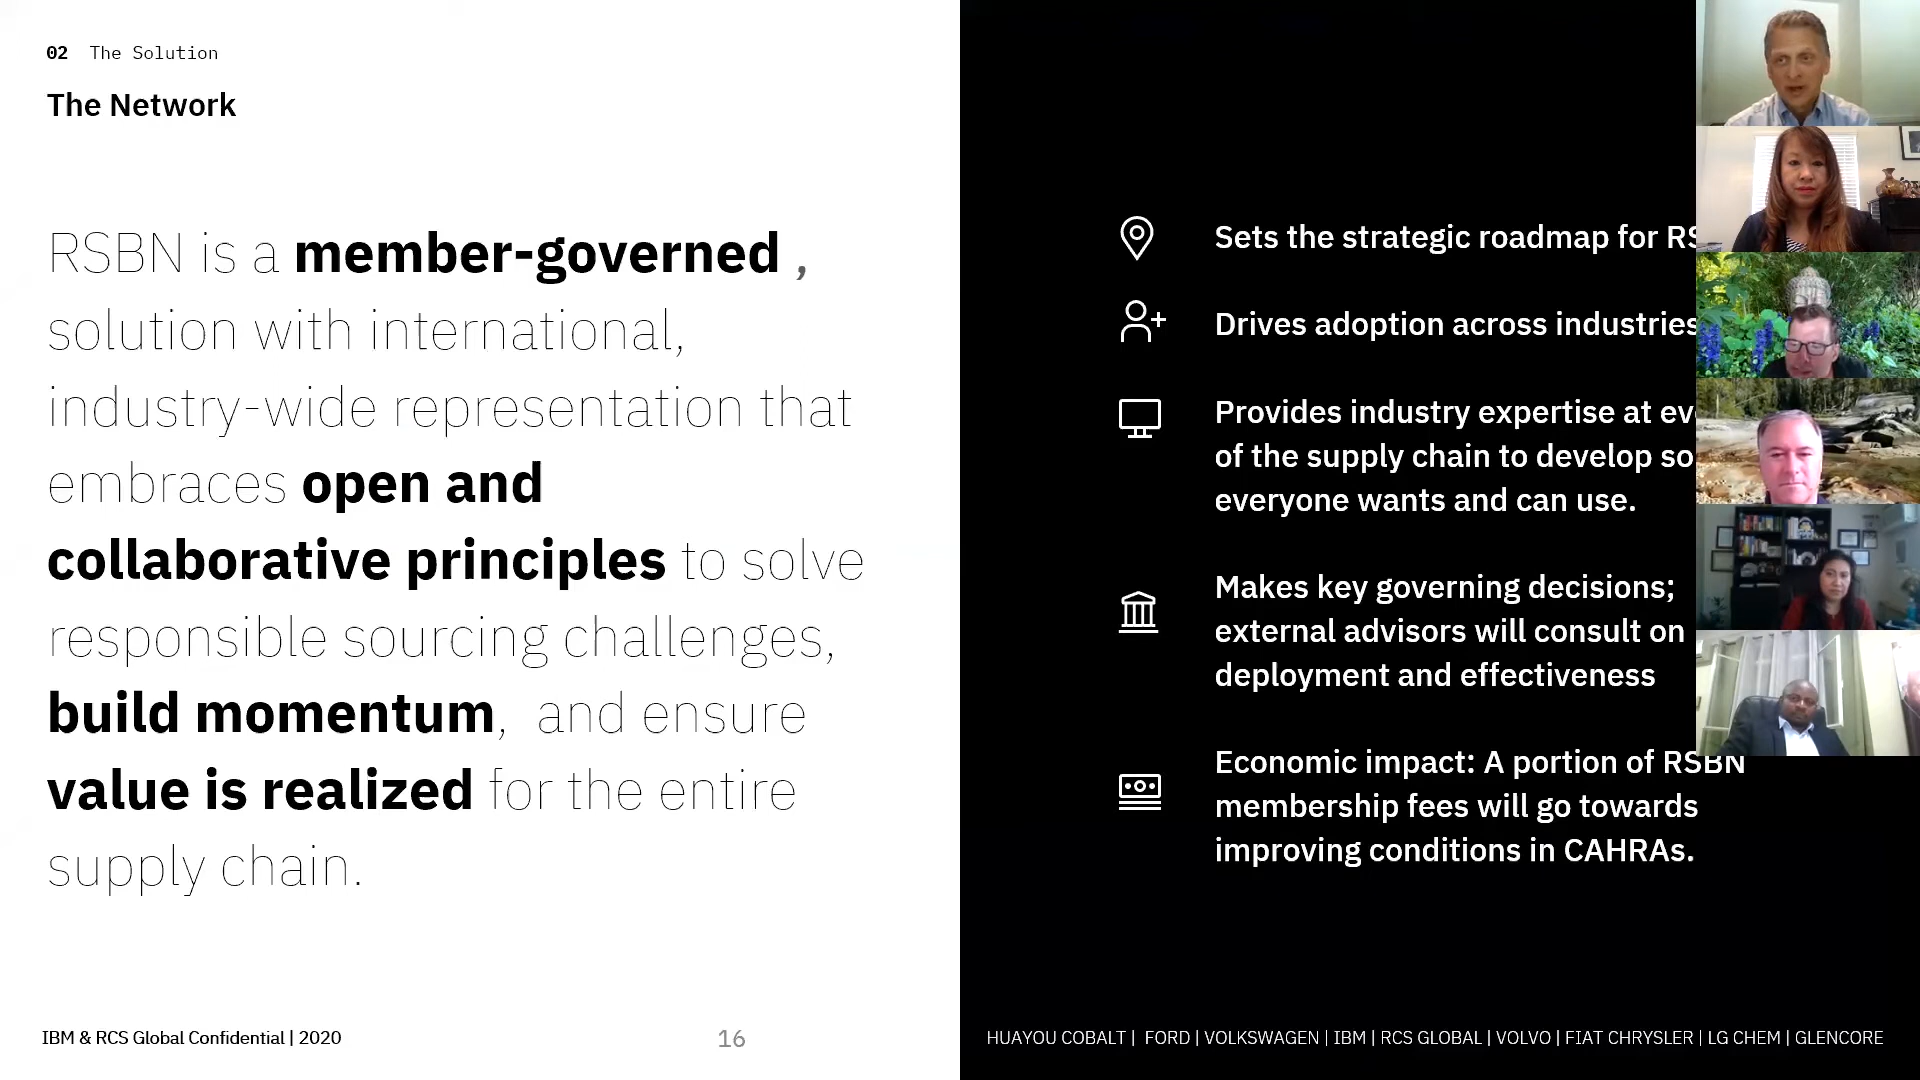 02 The Solution
The Network
RSBN is a member-governed ,
solution with international,
industry-wide representation that
embraces open and
collaborative principles to solve
responsible sourcing challenges,
build momentum, and ensure
value is realized for the entire
supply chain.
IBM & RCS Global Confidential | 2020
16
Sets the strategic roadmap for
Drives adoption across industries
Provides industry expertise at
of the supply chain to develop
everyone wants and can use.
Makes key governing decisions;
external advisors will consult on
deployment and effectiveness
Economic impact: A portion of RSBN
membership fees will go towards
improving conditions in CAHRAs.
HUAYOU COBALT | FORD | VOLKSWAGEN | IBM | RCS GLOBAL | VOLVO | FIAT CHRYSLER | LG CHEM | GLENCORE